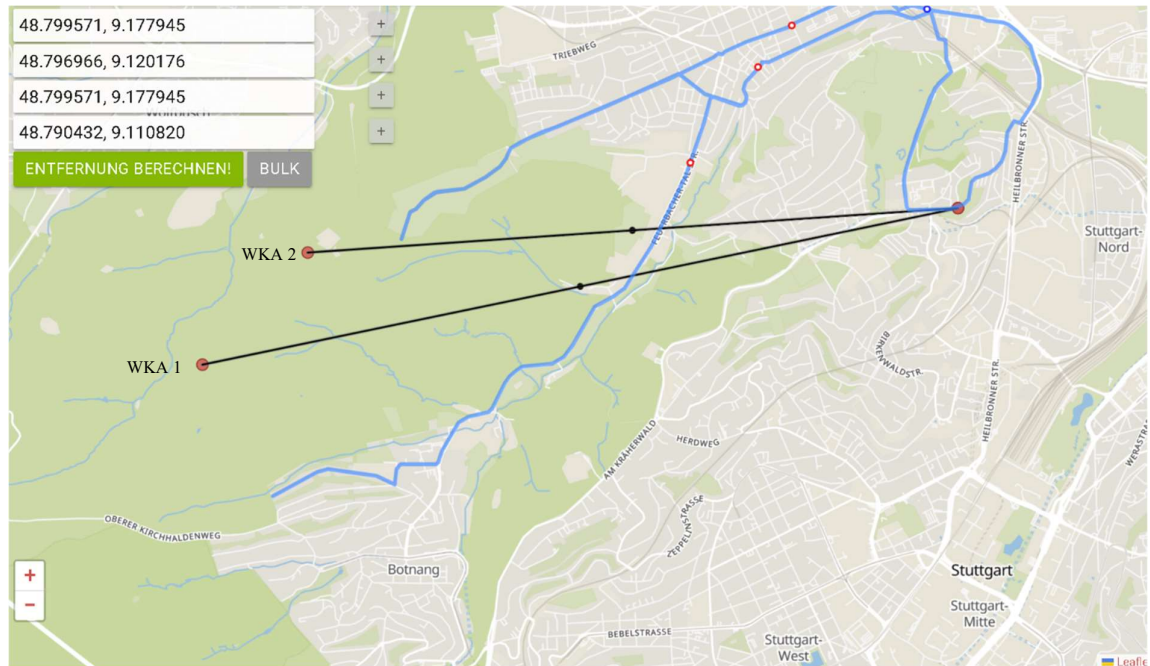 48.799571, 9.177945
+
48.796966, 9.120176
+
48.799571, 9.177945
+
48.790432, 9.110820
+
ENTFERNUNG BERECHNEN!
BULK
TRIEBWEG
HEILBRONNER STR.
Stuttgart-
Nord
WKA 2
WKA 1
BIRKENWALDSTR.
HEILBRONNER STR.
AM KRÄHERWALD
HERDWEG
ZEPPELINSTRASSE
OBERER KIRCHHALDENWEG
Botnang
+
−
Stuttgart
Stuttgart-
Mitte
BEBELSTRASSE
Stuttgart-
West
Leafle